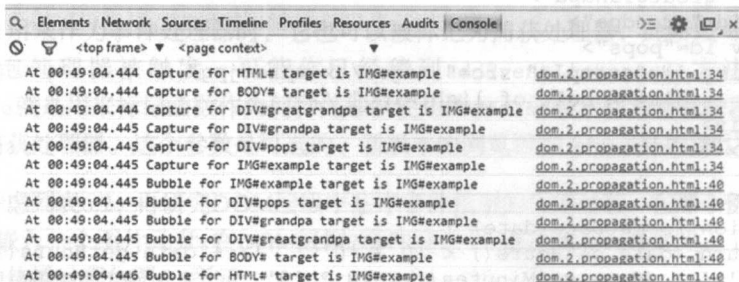 Elements Network Sources Timeline Profiles Resources Audits Console
<top frame> ▼ <page context> ▼
At 00:49:04.444 Capture for HTML# target is IMG#example dom.2.propagation.html:34
At 00:49:04.444 Capture for BODY# target is IMG#example dom.2.propagation.html:34
At 00:49:04.444 Capture for DIV#greatgrandpa target is IMG#example dom.2.propagation.html:34
At 00:49:04.445 Capture for DIV#grandpa target is IMG#example dom.2.propagation.html:34
At 00:49:04.445 Capture for DIV#pops target is IMG#example dom.2.propagation.html:34
At 00:49:04.445 Capture for IMG#example target is IMG#example dom.2.propagation.html:34
At 00:49:04.445 Bubble for IMG#example target is IMG#example dom.2.propagation.html:40
At 00:49:04.445 Bubble for DIV#pops target is IMG#example dom.2.propagation.html:40
At 00:49:04.445 Bubble for DIV#grandpa target is IMG#example dom.2.propagation.html:40
At 00:49:04.445 Bubble for DIV#greatgrandpa target is IMG#example dom.2.propagation.html:40
At 00:49:04.445 Bubble for BODY# target is IMG#example dom.2.propagation.html:40
At 00:49:04.446 Bubble for HTML# target is IMG#example dom.2.propagation.html:40